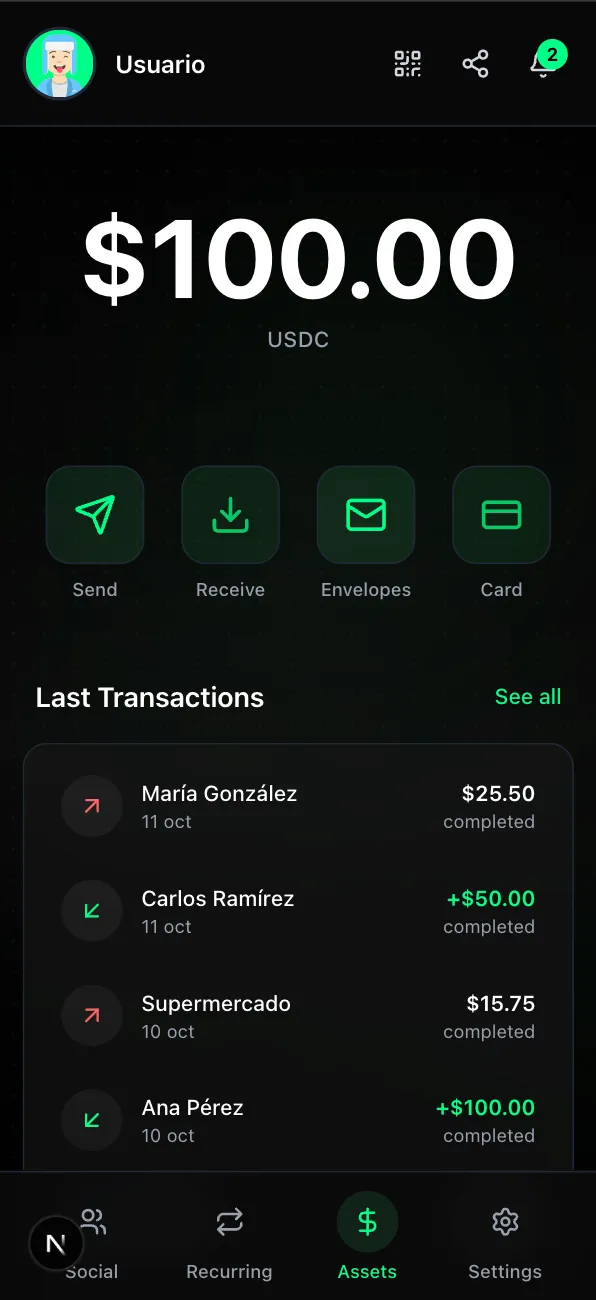 Usuario
2
$100.00
USDC
Send
Receive
Envelopes
Card
Last Transactions
See all
María González
$25.50
11 oct
completed
Carlos Ramírez
+$50.00
11 oct
completed
Supermercado
$15.75
10 oct
completed
Ana Pérez
+$100.00
10 oct
completed
N
Social
Recurring
Assets
Settings